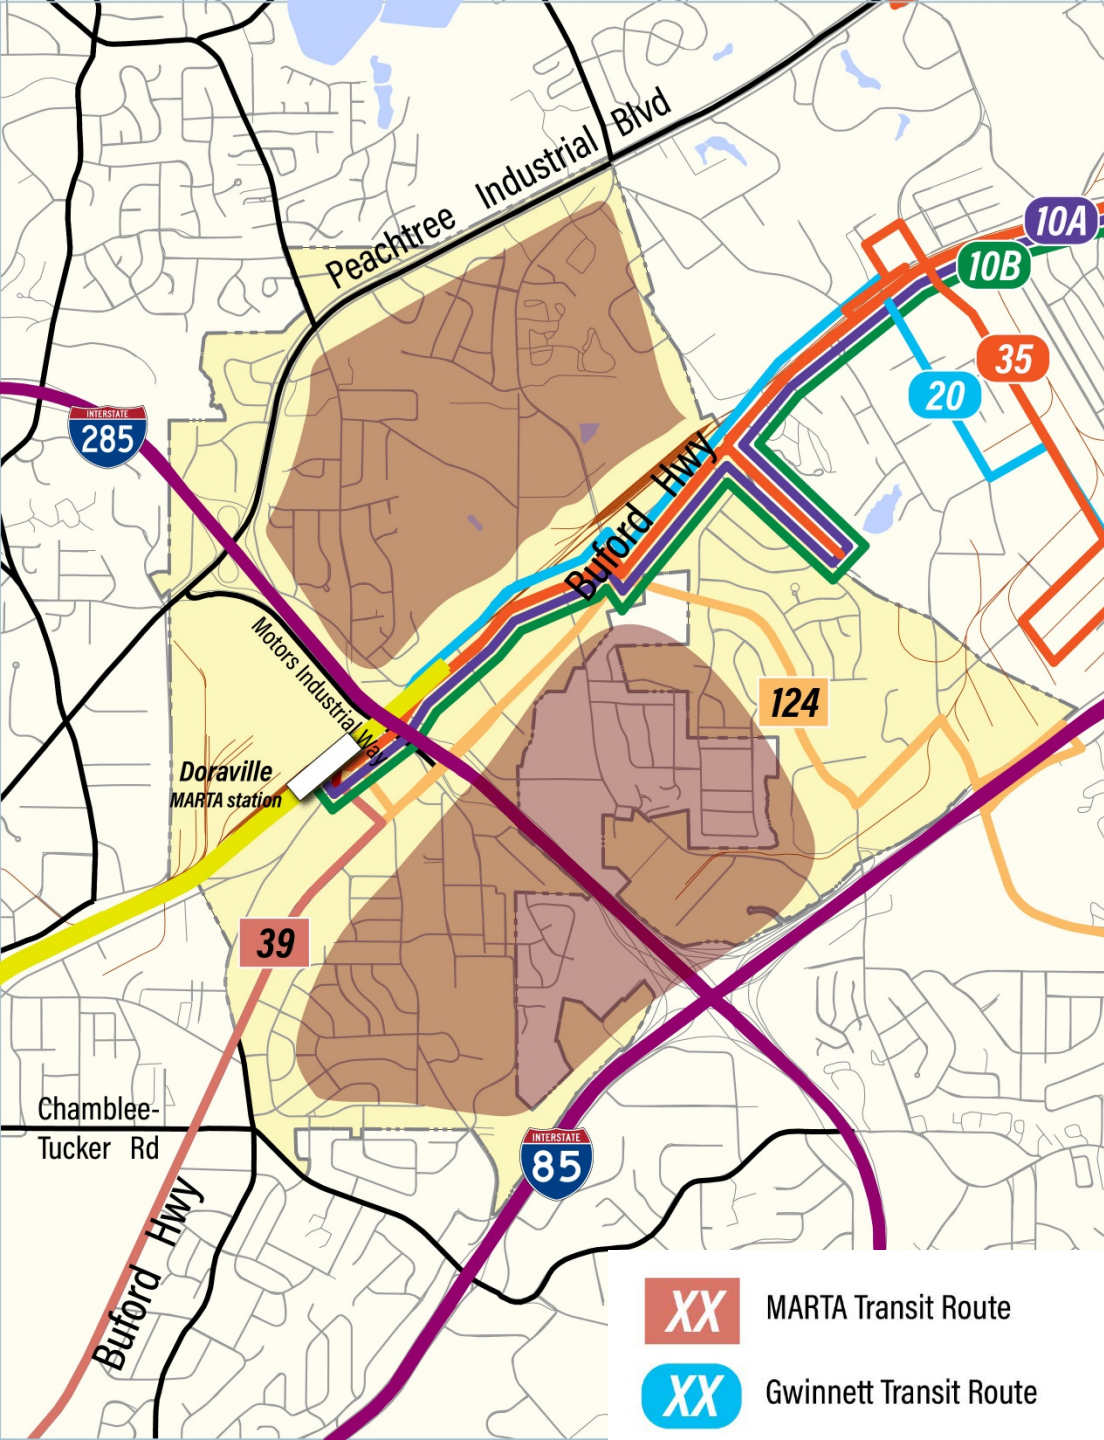 Peachtree Industrial Blvd
10A
10B
35
20
INTERSTATE
285
Buford Hwy
Motors Industrial Way
124
Doraville
MARTA station
39
Chamblee-
Tucker Rd
INTERSTATE
85
Buford Hwy
XX MARTA Transit Route
XX Gwinnett Transit Route